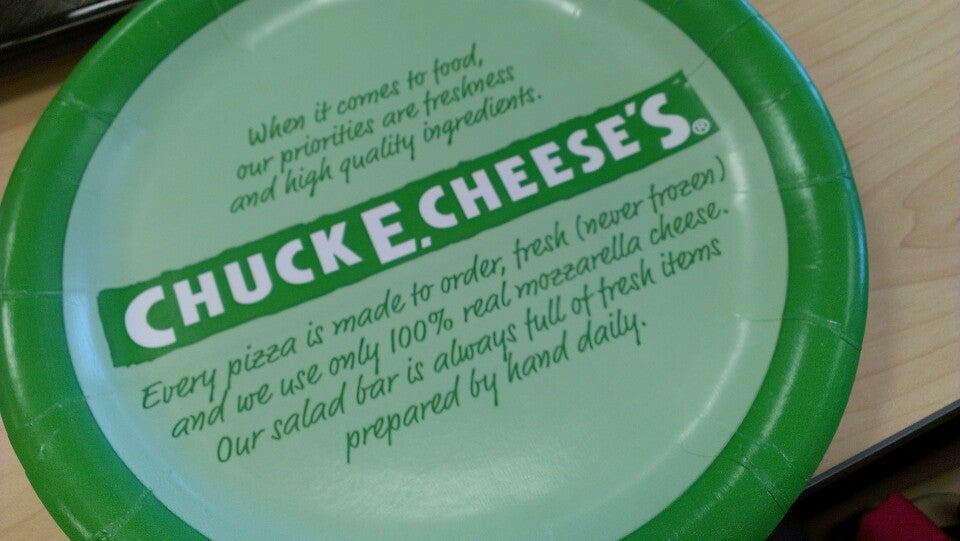 When it comes to food,
our priorities are freshness
and high quality ingredients.
CHUCK E. CHEESE'S®
Every pizza is made to order, fresh (never frozen)
and we use only 100% real mozzarella cheese.
Our salad bar is always full of fresh items
prepared by hand daily.